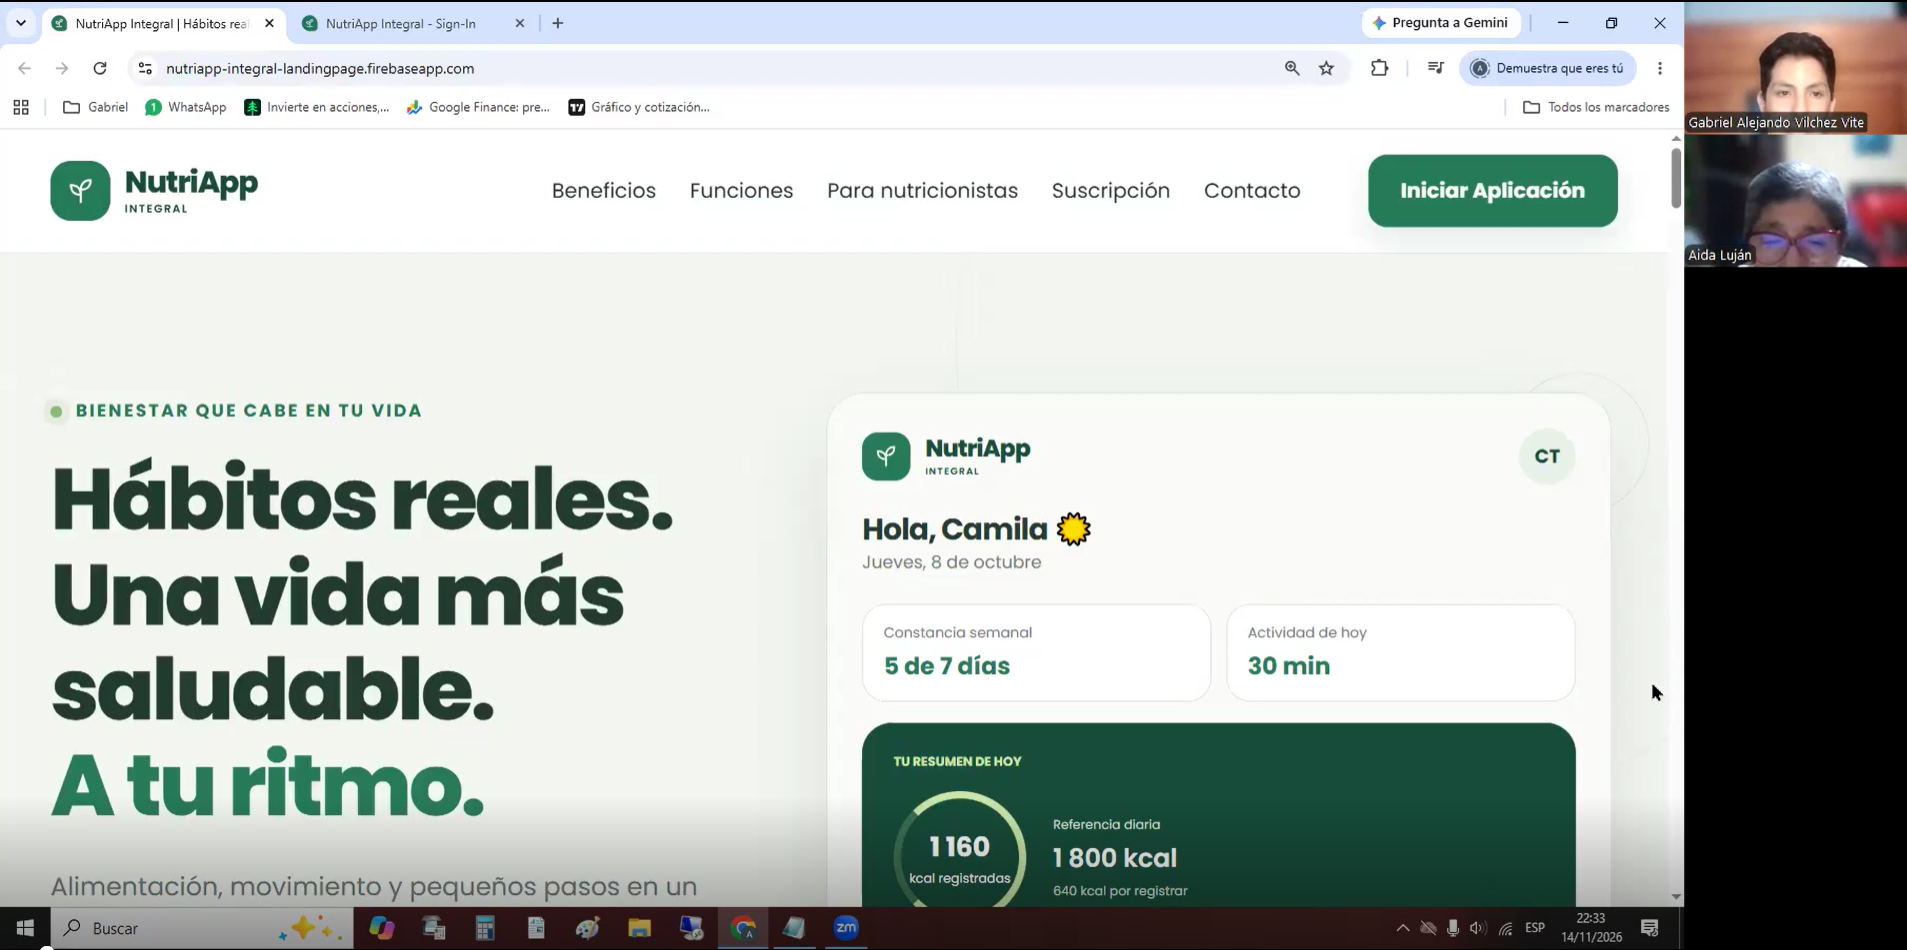 NutriApp Integral | Hábitos rea
NutriApp Integral - Sign-In
Pregunta a Gemini
nutriapp-integral-landingpage.firebaseapp.com
Demuestra que eres tú
Gabriel
WhatsApp
Invierte en acciones,...
Google Finance: pre...
Gráfico y cotización...
Todos los marcadores
Gabriel Alejando Vilchez Vite
Aida Luján
NutriApp
INTEGRAL
Beneficios
Funciones
Para nutricionistas
Suscripción
Contacto
Iniciar Aplicación
BIENESTAR QUE CABE EN TU VIDA
Hábitos reales.
Una vida más
saludable.
A tu ritmo.
Alimentación, movimiento y pequeños pasos en un
NutriApp
INTEGRAL
CT
Hola, Camila
Jueves, 8 de octubre
Constancia semanal
5 de 7 días
Actividad de hoy
30 min
TU RESUMEN DE HOY
1 160
kcal registradas
Referencia diaria
1 800 kcal
640 kcal por registrar
Buscar
zm
ESP
22:33
14/11/2026